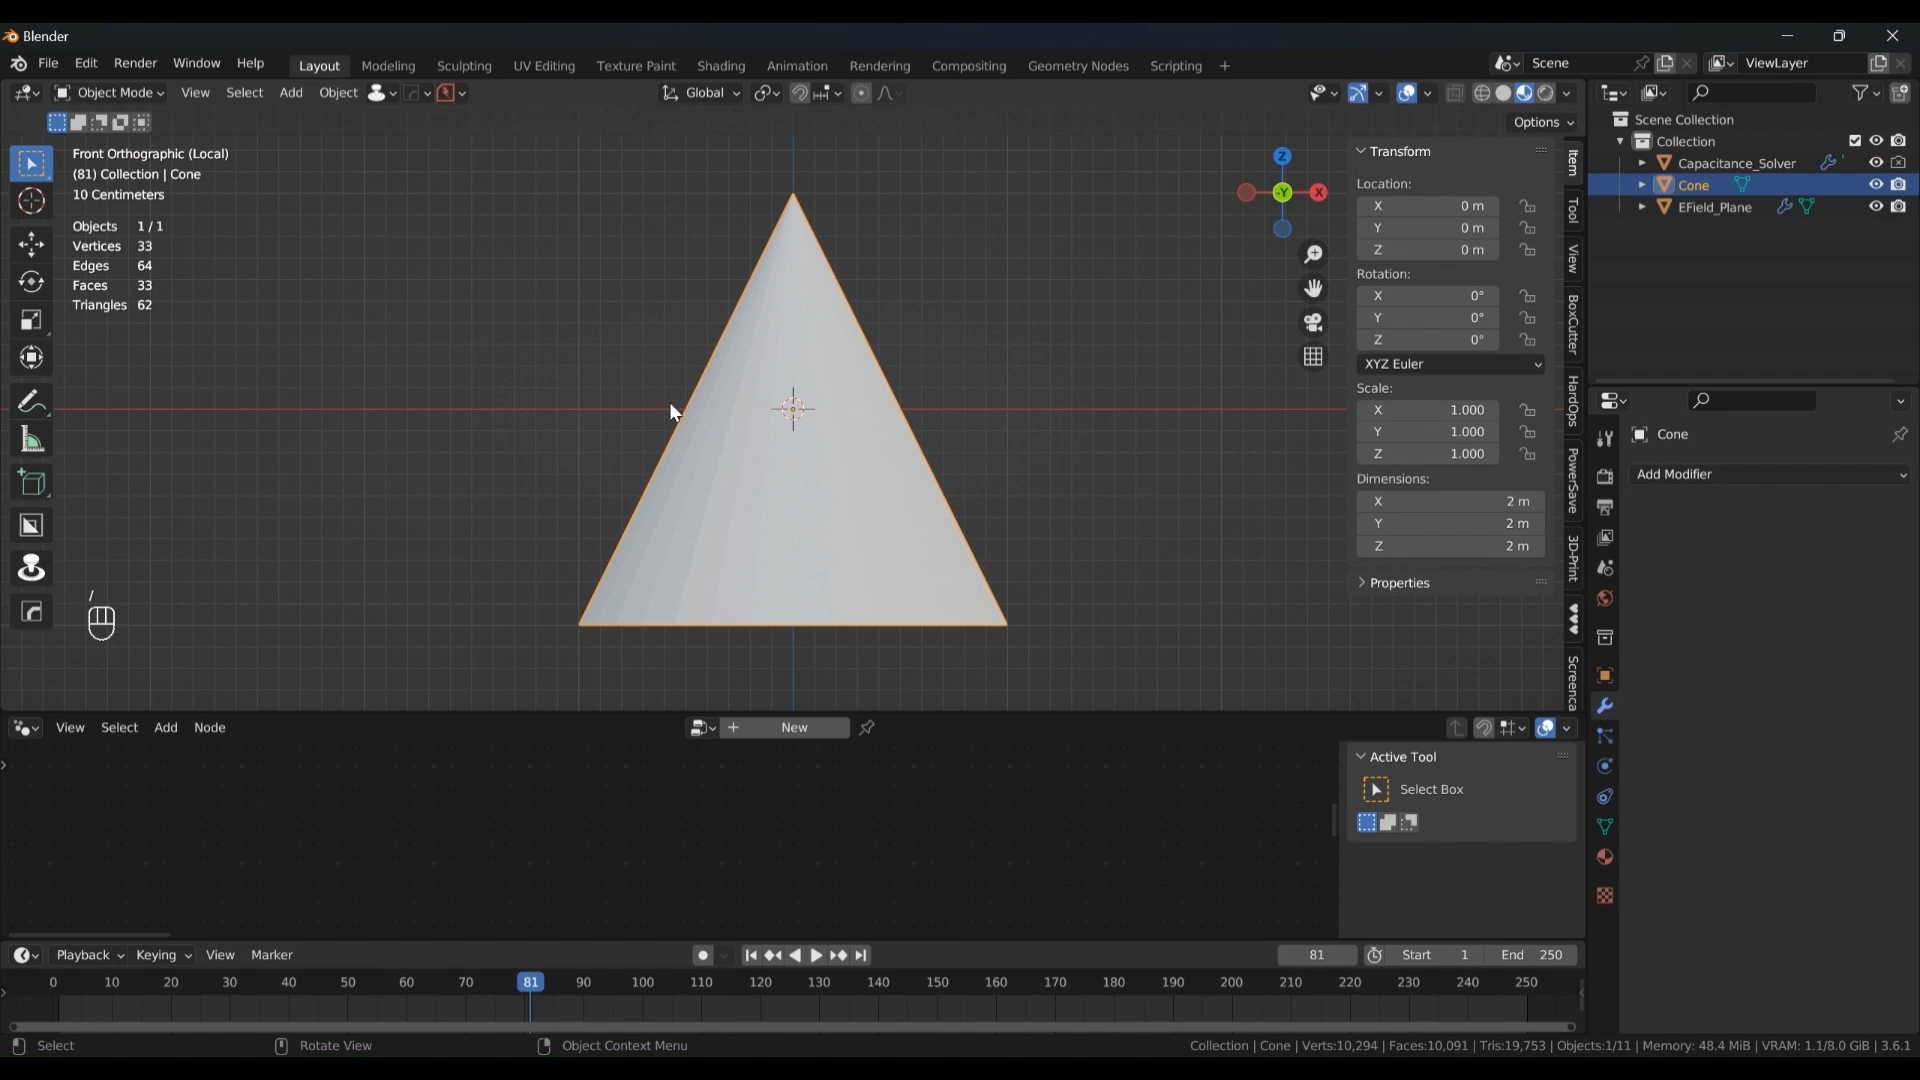 Blender
File Edit Render Window Help Layout Modeling Sculpting UV Editing Texture Paint Shading Animation Rendering Compositing Geometry Nodes Scripting + Scene ViewLayer
Object Mode View Select Add Object Global
Options
Front Orthographic (Local)
(81) Collection | Cone
10 Centimeters
Objects 1/1
Vertices 33
Edges 64
Faces 33
Triangles 62
/
Z
-Y
X
Transform
Location:
X 0 m
Y 0 m
Z 0 m
Rotation:
X 0°
Y 0°
Z 0°
XYZ Euler
Scale:
X 1.000
Y 1.000
Z 1.000
Dimensions:
X 2 m
Y 2 m
Z 2 m
Properties
Item
Tool
View
BoxCutter
HardOps
PowerSave
3D-Print
♥♥♥
Screenca
Scene Collection
Collection
Capacitance_Solver
Cone
EField_Plane
Cone
Add Modifier
View Select Add Node + New
Active Tool
Select Box
Playback Keying View Marker 81 Start 1 End 250
0 10 20 30 40 50 60 70 81 90 100 110 120 130 140 150 160 170 180 190 200 210 220 230 240 250
Select Rotate View Object Context Menu Collection | Cone | Verts:10,294 | Faces:10,091 | Tris:19,753 | Objects:1/11 | Memory: 48.4 MiB | VRAM: 1.1/8.0 GiB | 3.6.1